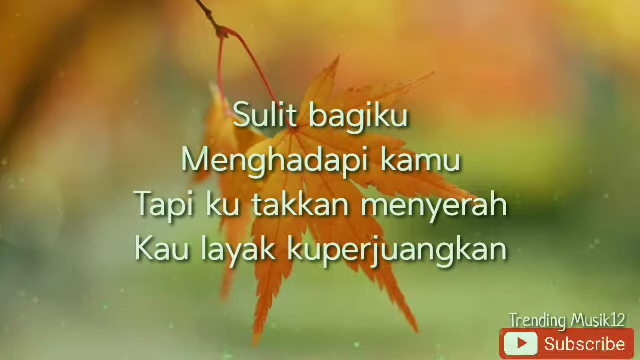 Sulit bagiku
Menghadapi kamu
Tapi ku takkan menyerah
Kau layak kuperjuangkan
Trending Musik12
Subscribe